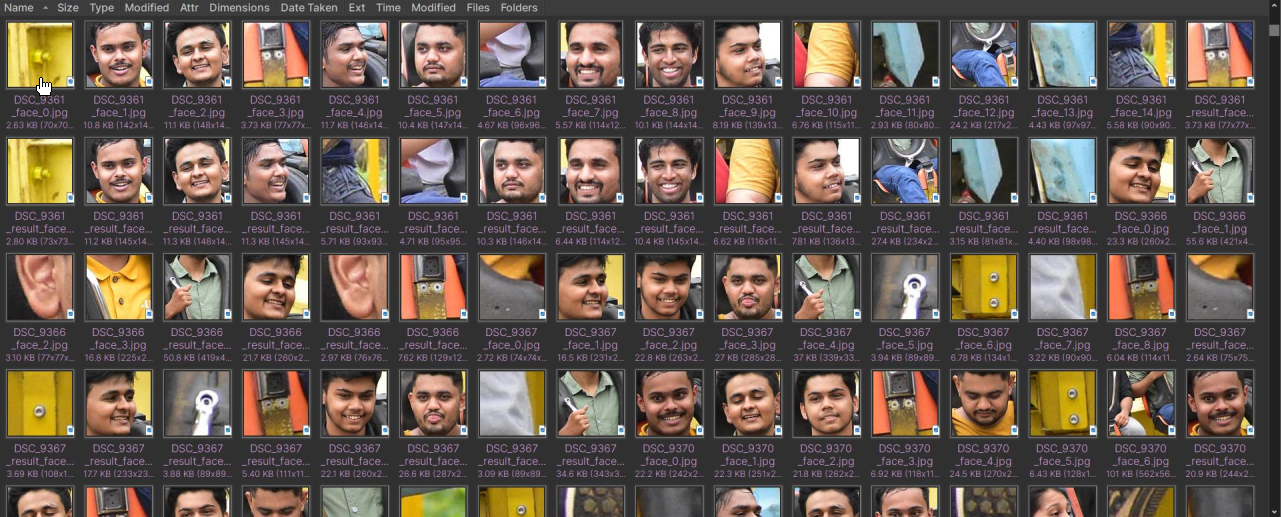 Name Size Type Modified Attr Dimensions Date Taken Ext Time Modified Files Folders
DSC_9361 DSC_9361 DSC_9361 DSC_9361 DSC_9361 DSC_9361 DSC_9361 DSC_9361 DSC_9361 DSC_9361 DSC_9361 DSC_9361 DSC_9361 DSC_9361 DSC_9361 DSC_9361
_face_0.jpg _face_1.jpg _face_2.jpg _face_3.jpg _face_4.jpg _face_5.jpg _face_6.jpg _face_7.jpg _face_8.jpg _face_9.jpg _face_10.jpg _face_11.jpg _face_12.jpg _face_13.jpg _face_14.jpg _result_face...
2.63 KB (70x70... 10.8 KB (142x14... 11.1 KB (148x14... 3.73 KB (77x77x... 11.7 KB (146x14... 10.4 KB (147x14... 4.67 KB (96x96... 5.57 KB (114x12... 10.1 KB (144x14... 8.19 KB (139x13... 6.76 KB (115x11... 2.93 KB (80x80... 24.2 KB (217x2... 4.43 KB (97x97... 5.58 KB (90x90... 3.73 KB (77x77x...
DSC_9361 DSC_9361 DSC_9361 DSC_9361 DSC_9361 DSC_9361 DSC_9361 DSC_9361 DSC_9361 DSC_9361 DSC_9361 DSC_9361 DSC_9361 DSC_9361 DSC_9366 DSC_9366
_result_face... _result_face... _result_face... _result_face... _result_face... _result_face... _result_face... _result_face... _result_face... _result_face... _result_face... _result_face... _result_face... _result_face... _face_0.jpg _face_1.jpg
2.80 KB (73x73... 11.2 KB (145x14... 11.3 KB (148x14... 11.3 KB (145x14... 5.71 KB (93x93... 4.71 KB (95x95... 10.3 KB (146x14... 6.44 KB (114x12... 10.4 KB (145x14... 6.62 KB (116x11... 7.81 KB (136x13... 27.4 KB (234x2... 3.15 KB (81x81x... 4.40 KB (98x98... 23.3 KB (260x2... 55.6 KB (421x4...
DSC_9366 DSC_9366 DSC_9366 DSC_9366 DSC_9366 DSC_9366 DSC_9367 DSC_9367 DSC_9367 DSC_9367 DSC_9367 DSC_9367 DSC_9367 DSC_9367 DSC_9367 DSC_9367
_face_2.jpg _face_3.jpg _result_face... _result_face... _result_face... _result_face... _face_0.jpg _face_1.jpg _face_2.jpg _face_3.jpg _face_4.jpg _face_5.jpg _face_6.jpg _face_7.jpg _face_8.jpg _result_face...
3.10 KB (77x77x... 16.8 KB (225x2... 50.8 KB (419x4... 21.7 KB (260x2... 2.97 KB (76x76... 7.62 KB (129x12... 2.72 KB (74x74x... 16.5 KB (231x2... 22.8 KB (263x2... 27 KB (285x28... 37 KB (339x33... 3.94 KB (89x89... 6.78 KB (134x1... 3.22 KB (90x90... 6.04 KB (114x11... 2.64 KB (75x75...
DSC_9367 DSC_9367 DSC_9367 DSC_9367 DSC_9367 DSC_9367 DSC_9367 DSC_9367 DSC_9370 DSC_9370 DSC_9370 DSC_9370 DSC_9370 DSC_9370 DSC_9370 DSC_9370
_result_face... _result_face... _result_face... _result_face... _result_face... _result_face... _result_face... _result_face... _face_0.jpg _face_1.jpg _face_2.jpg _face_3.jpg _face_4.jpg _face_5.jpg _face_6.jpg _result_face...
3.69 KB (108x1... 17.7 KB (233x23... 3.88 KB (89x89... 5.40 KB (111x11... 22.1 KB (260x2... 26.6 KB (287x2... 3.09 KB (89x89... 34.6 KB (343x3... 22.2 KB (242x2... 22.3 KB (251x2... 21.8 KB (262x2... 6.92 KB (118x11... 24.5 KB (270x2... 6.43 KB (128x1... 101 KB (562x56... 20.9 KB (244x2...